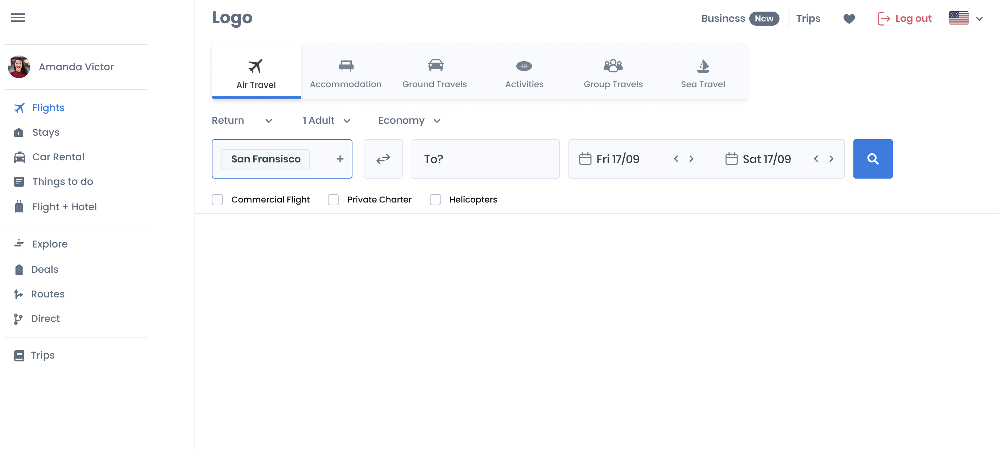 Logo
Business New Trips Log out
Amanda Victor
Flights
Stays
Car Rental
Things to do
Flight + Hotel
Explore
Deals
Routes
Direct
Trips
Air Travel Accommodation Ground Travels Activities Group Travels Sea Travel
Return 1 Adult Economy
San Fransisco + To? Fri 17/09 Sat 17/09
Commercial Flight Private Charter Helicopters